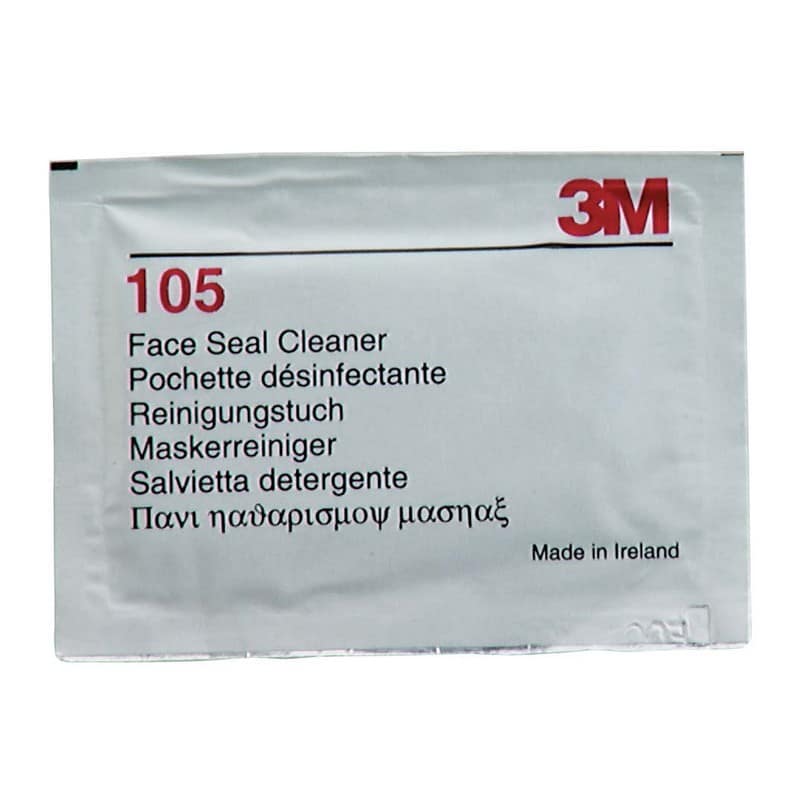 3M
105
Face Seal Cleaner
Pochette désinfectante
Reinigungstuch
Maskerreiniger
Salvietta detergente
Πανι ηαϑαρισμοψ μασηαξ
Made in Ireland